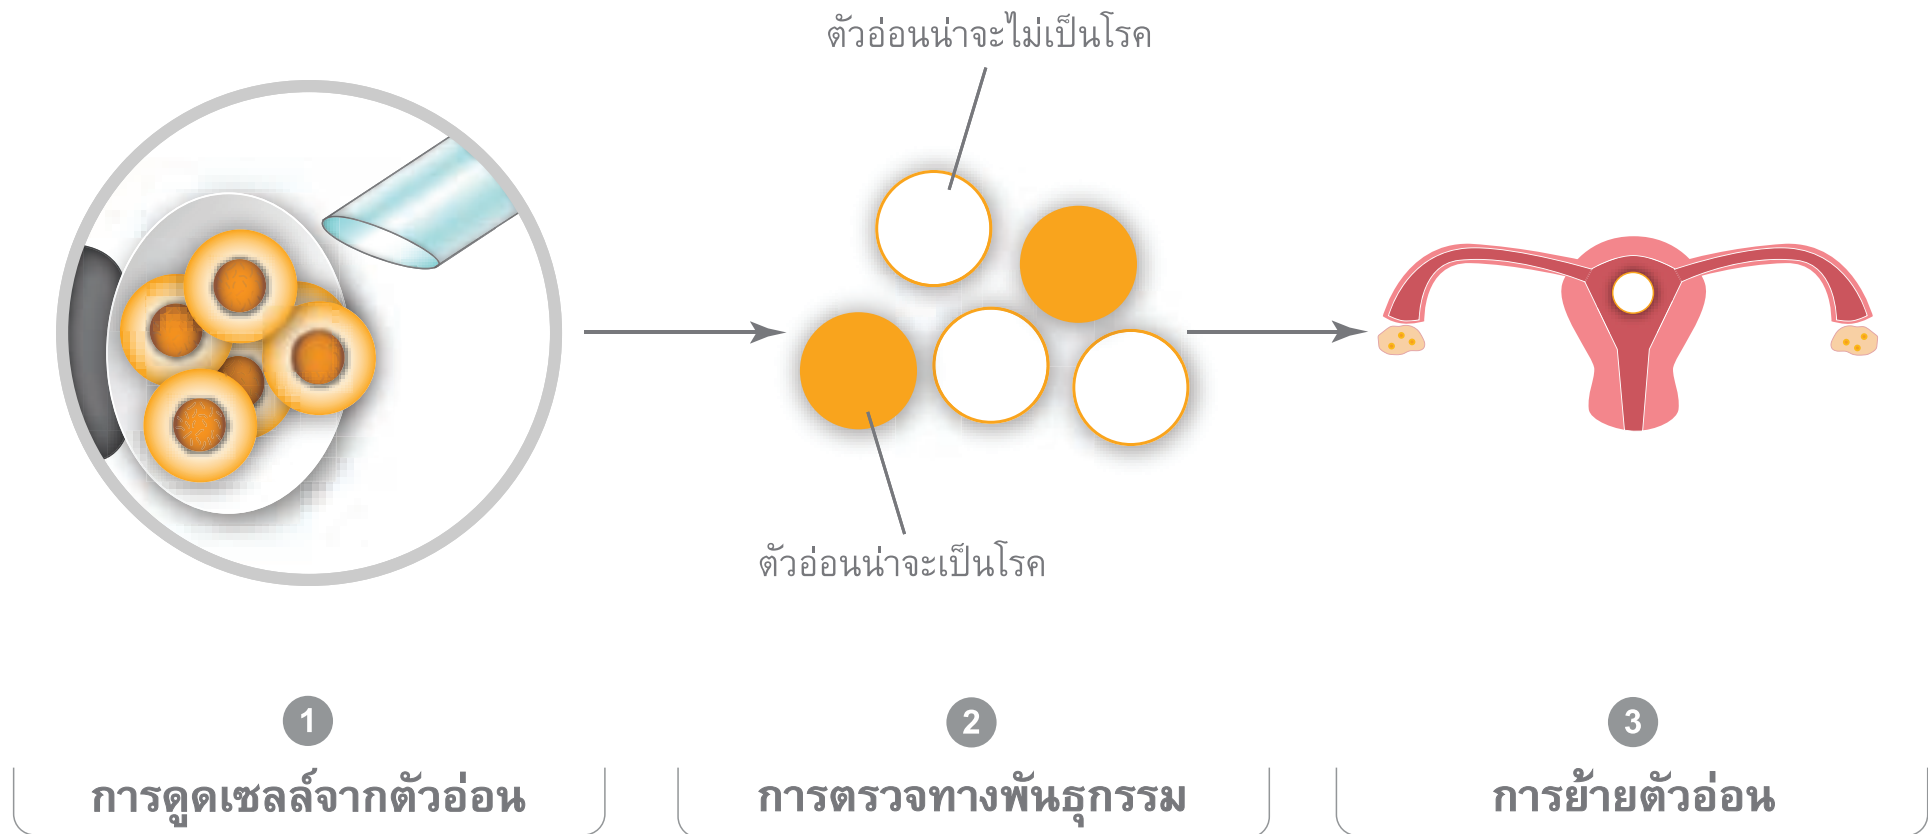 ตัวอ่อนน่าจะไม่เป็นโรค
ตัวอ่อนน่าจะเป็นโรค
1
การดูดเซลล์จากตัวอ่อน
2
การตรวจทางพันธุกรรม
3
การย้ายตัวอ่อน